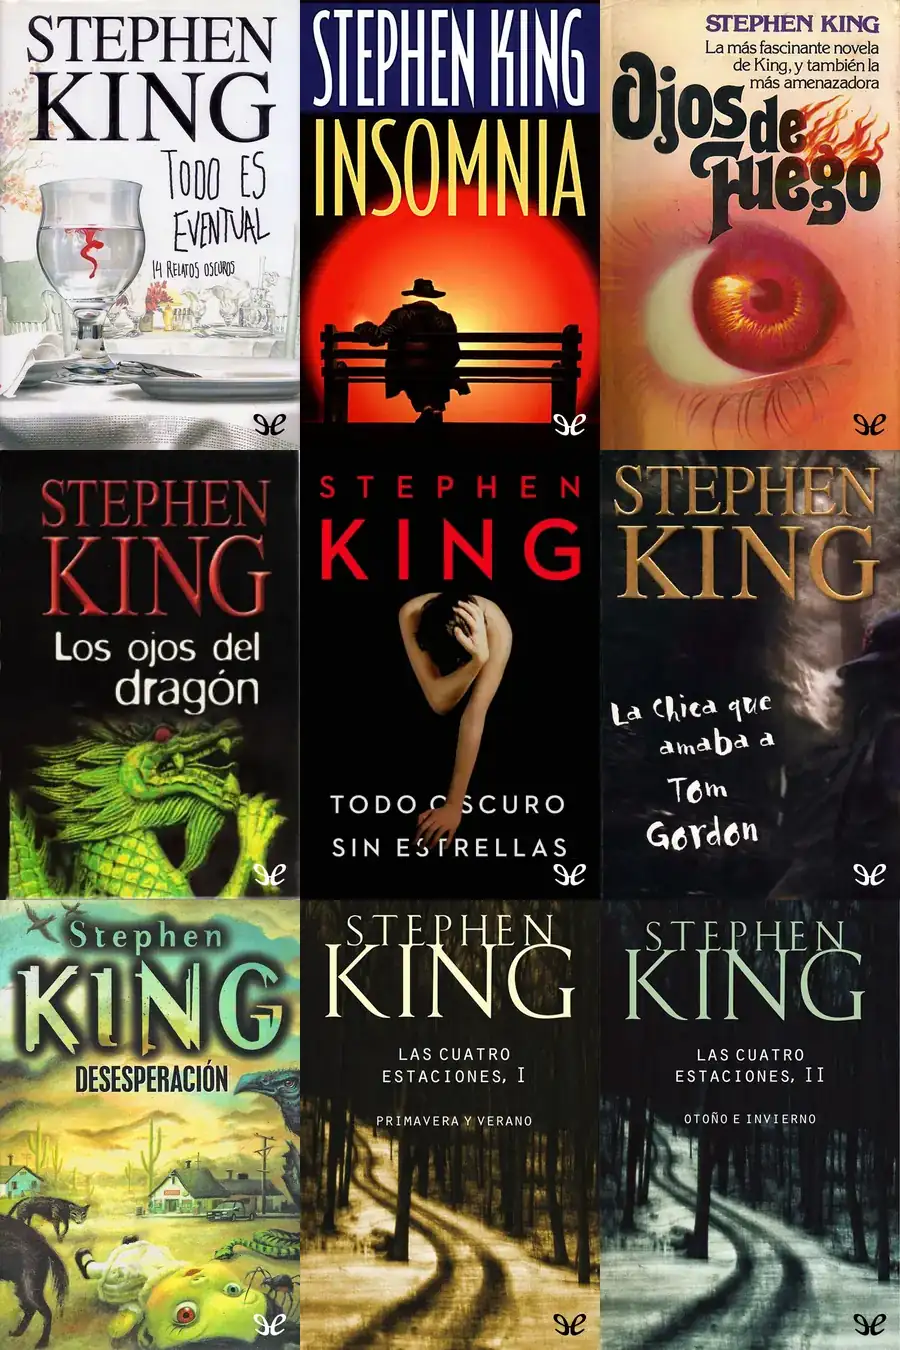 STEPHEN
KING
TODO ES
EVENTUAL
14 RELATOS OSCUROS
STEPHEN KING
INSOMNIA
STEPHEN KING
La más fascinante novela
de King, y también la
más amenazadora
Ojos de
fuego
STEPHEN
KING
Los ojos del
dragón
STEPHEN
KING
TODO OSCURO
SIN ESTRELLAS
STEPHEN
KING
La chica que
amaba a
Tom
Gordon
Stephen
KING
DESESPERACIÓN
STEPHEN
KING
LAS CUATRO
ESTACIONES, I
PRIMAVERA Y VERANO
STEPHEN
KING
LAS CUATRO
ESTACIONES, II
OTOÑO E INVIERNO